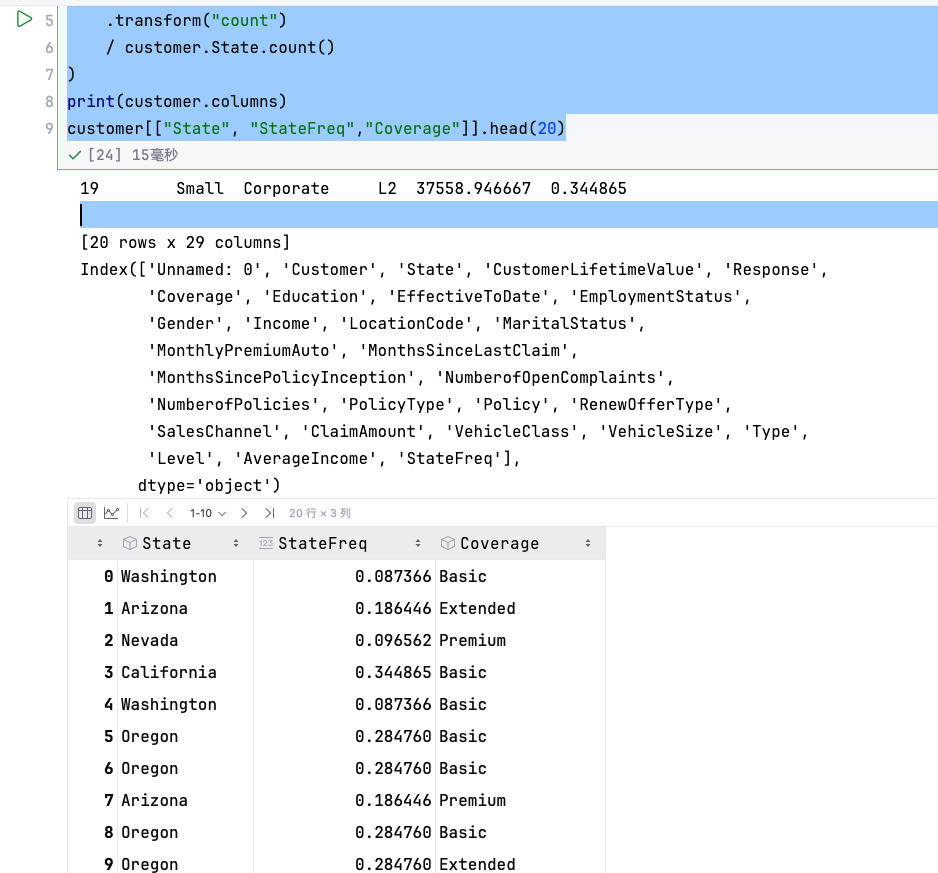 5 .transform("count")
6 / customer.State.count()
7 )
8 print(customer.columns)
9 customer[["State", "StateFreq","Coverage"]].head(20)
[24] 15毫秒
19 Small Corporate L2 37558.946667 0.344865
[20 rows x 29 columns]
Index(['Unnamed: 0', 'Customer', 'State', 'CustomerLifetimeValue', 'Response',
'Coverage', 'Education', 'EffectiveToDate', 'EmploymentStatus',
'Gender', 'Income', 'LocationCode', 'MaritalStatus',
'MonthlyPremiumAuto', 'MonthsSinceLastClaim',
'MonthsSincePolicyInception', 'NumberofOpenComplaints',
'NumberofPolicies', 'PolicyType', 'Policy', 'RenewOfferType',
'SalesChannel', 'ClaimAmount', 'VehicleClass', 'VehicleSize', 'Type',
'Level', 'AverageIncome', 'StateFreq'],
dtype='object')
1-10 20 行 × 3 列
State 123 StateFreq Coverage
0 Washington 0.087366 Basic
1 Arizona 0.186446 Extended
2 Nevada 0.096562 Premium
3 California 0.344865 Basic
4 Washington 0.087366 Basic
5 Oregon 0.284760 Basic
6 Oregon 0.284760 Basic
7 Arizona 0.186446 Premium
8 Oregon 0.284760 Basic
9 Oregon 0.284760 Extended